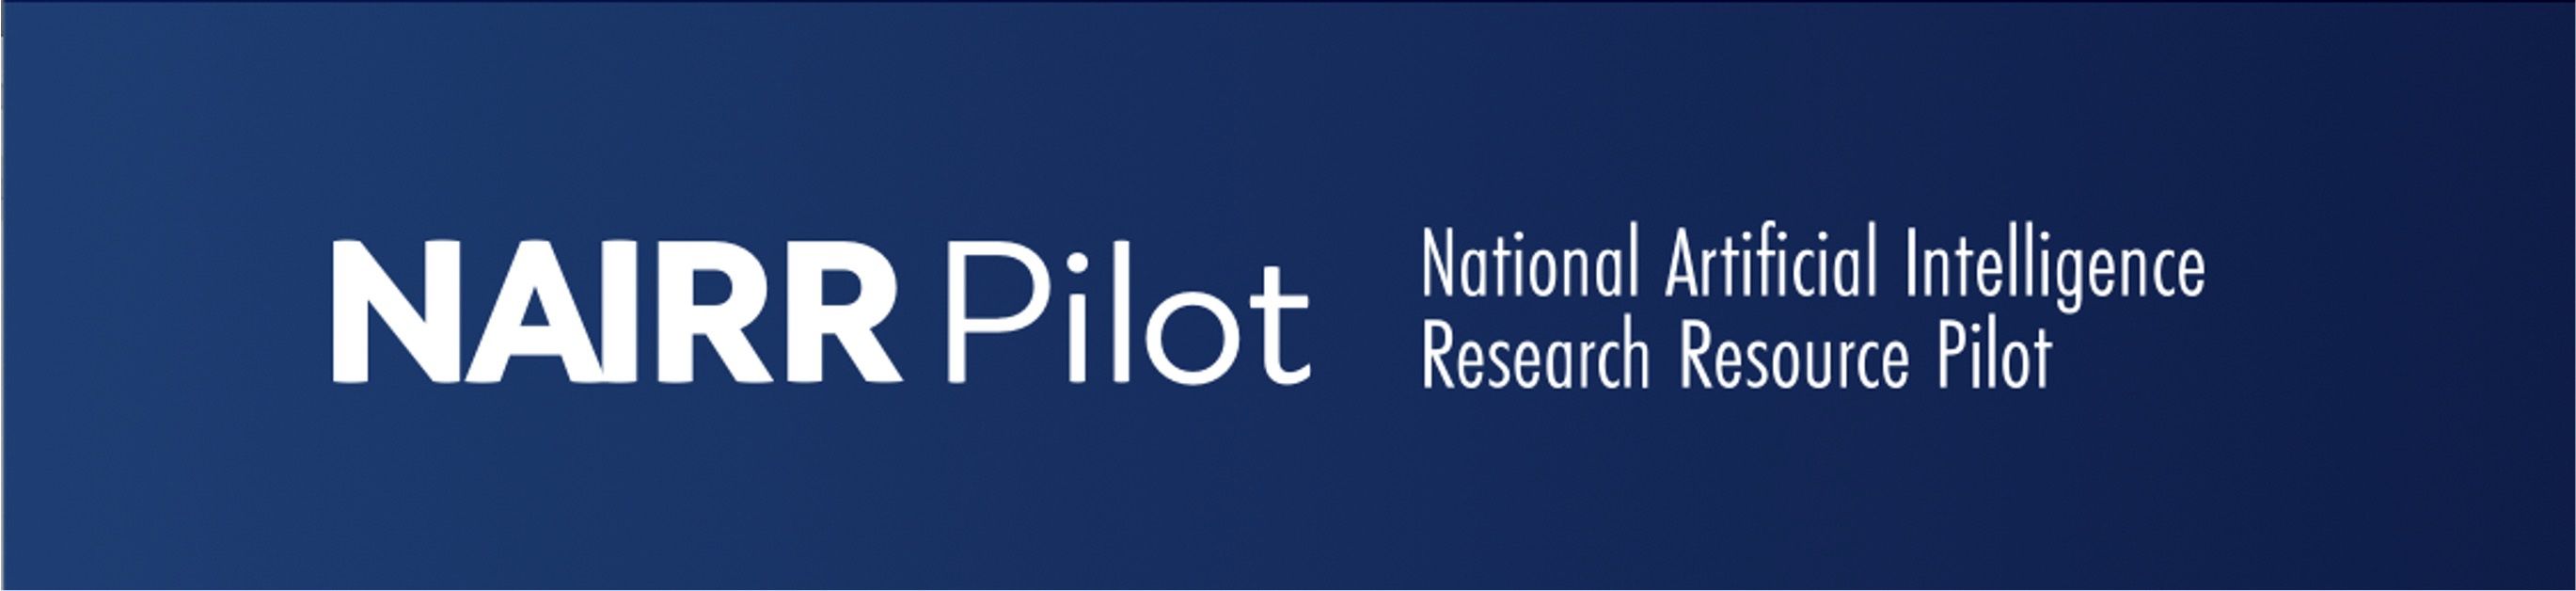 NAIRR Pilot
National Artificial Intelligence
Research Resource Pilot